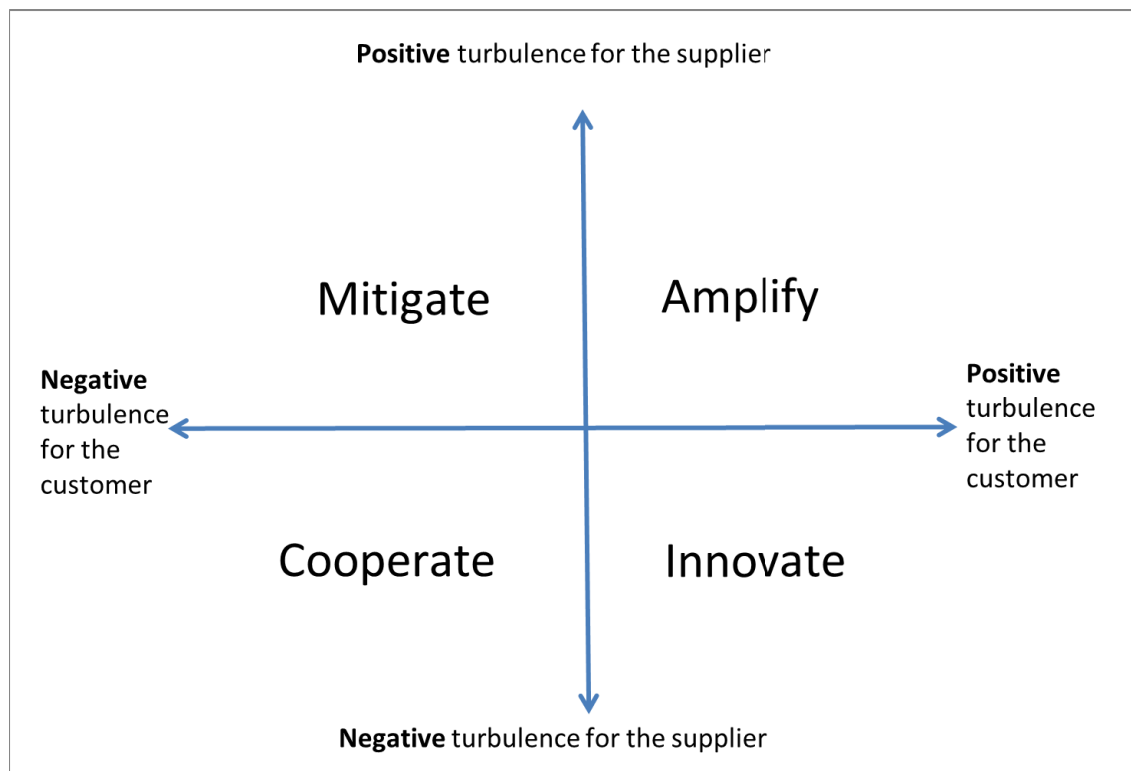 Positive turbulence for the supplier
Mitigate
Amplify
Negative
turbulence
for the
customer
Positive
turbulence
for the
customer
Cooperate
Innovate
Negative turbulence for the supplier